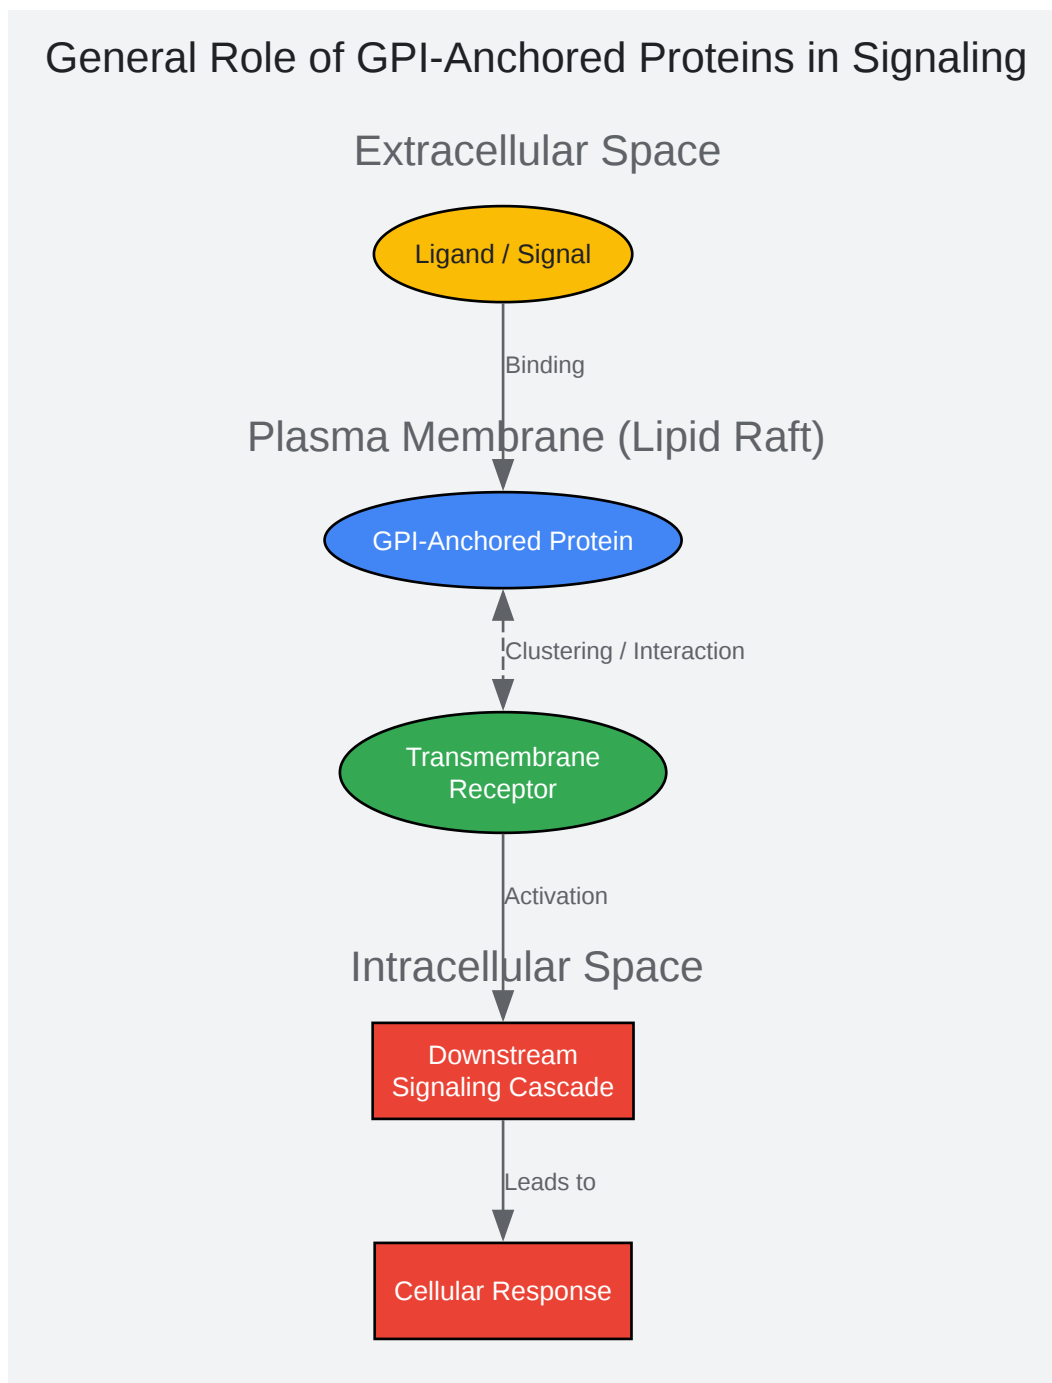 General Role of GPI-Anchored Proteins in Signaling
Extracellular Space
Ligand / Signal
Binding
Plasma Membrane (Lipid Raft)
GPI-Anchored Protein
Clustering / Interaction
Transmembrane
Receptor
Activation
Intracellular Space
Downstream
Signaling Cascade
Leads to
Cellular Response